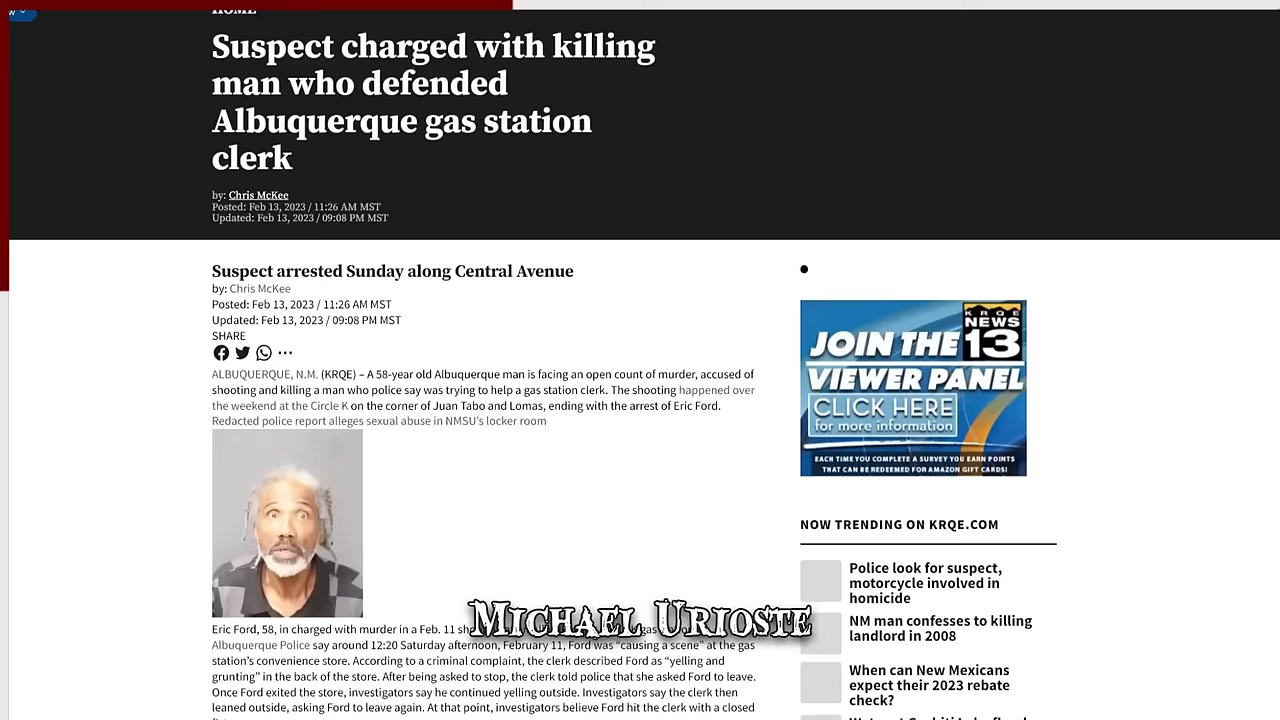 HOME
Suspect charged with killing
man who defended
Albuquerque gas station
clerk
by: Chris McKee
Posted: Feb 13, 2023 / 11:26 AM MST
Updated: Feb 13, 2023 / 09:08 PM MST
Suspect arrested Sunday along Central Avenue
by: Chris McKee
Posted: Feb 13, 2023 / 11:26 AM MST
Updated: Feb 13, 2023 / 09:08 PM MST
SHARE
ALBUQUERQUE, N.M. (KRQE) – A 58-year old Albuquerque man is facing an open count of murder, accused of
shooting and killing a man who police say was trying to help a gas station clerk. The shooting happened over
the weekend at the Circle K on the corner of Juan Tabo and Lomas, ending with the arrest of Eric Ford.
Redacted police report alleges sexual abuse in NMSU's locker room
Eric Ford, 58, in charged with murder in a Feb. 11
Albuquerque Police say around 12:20 Saturday afternoon, February 11, Ford was "causing a scene" at the gas
station's convenience store. According to a criminal complaint, the clerk described Ford as "yelling and
grunting" in the back of the store. After being asked to stop, the clerk told police that she asked Ford to leave.
Once Ford exited the store, investigators say he continued yelling outside. Investigators say the clerk then
leaned outside, asking Ford to leave again. At that point, investigators believe Ford hit the clerk with a closed
Michael Urioste
KRQE
NEWS
13
JOIN THE
VIEWER PANEL
CLICK HERE
for more information
EACH TIME YOU COMPLETE A SURVEY YOU EARN POINTS
THAT CAN BE REDEEMED FOR AMAZON GIFT CARDS!
NOW TRENDING ON KRQE.COM
Police look for suspect,
motorcycle involved in
homicide
NM man confesses to killing
landlord in 2008
When can New Mexicans
expect their 2023 rebate
check?